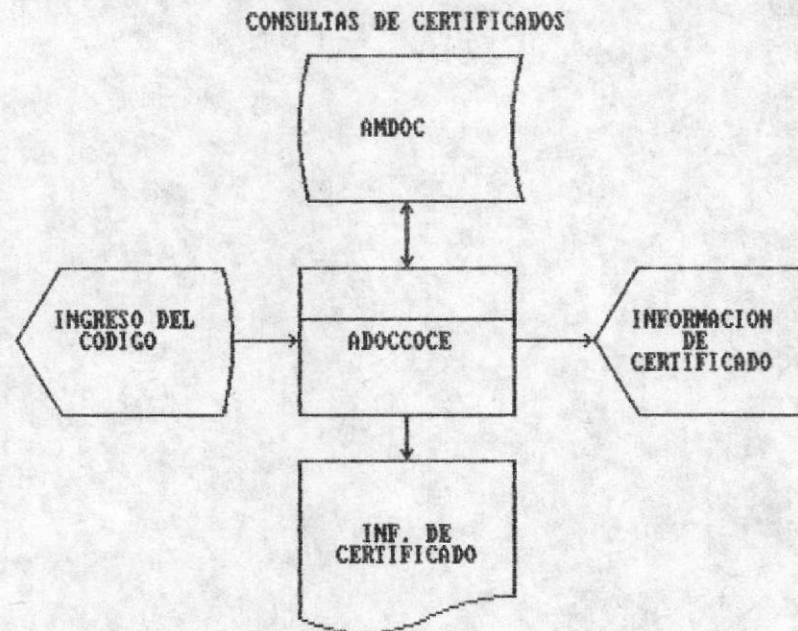 CONSULTAS DE CERTIFICADOS
AMDOC
INGRESO DEL
CODIGO
ADOCCOCE
INFORMACION
DE
CERTIFICADO
INF. DE
CERTIFICADO